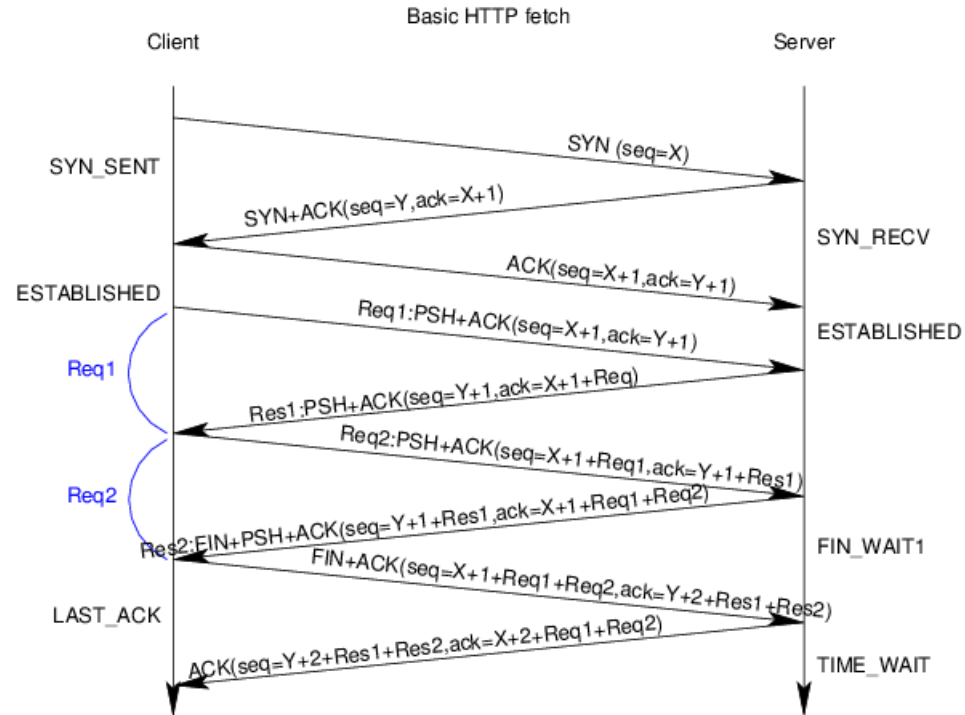 Basic HTTP fetch
Client
Server
SYN (seq=X)
SYN_SENT
SYN+ACK(seq=Y,ack=X+1)
SYN_RECV
ACK(seq=X+1,ack=Y+1)
ESTABLISHED
Req1:PSH+ACK(seq=X+1,ack=Y+1)
ESTABLISHED
Req1
Res1:PSH+ACK(seq=Y+1,ack=X+1+Req)
Req2:PSH+ACK(seq=X+1+Req1,ack=Y+1+Res1)
Req2
Res2:FIN+PSH+ACK(seq=Y+1+Res1,ack=X+1+Req1+Req2)
FIN_WAIT1
FIN+ACK(seq=X+1+Req1+Req2,ack=Y+2+Res1+Res2)
LAST_ACK
ACK(seq=Y+2+Res1+Res2,ack=X+2+Req1+Req2)
TIME_WAIT